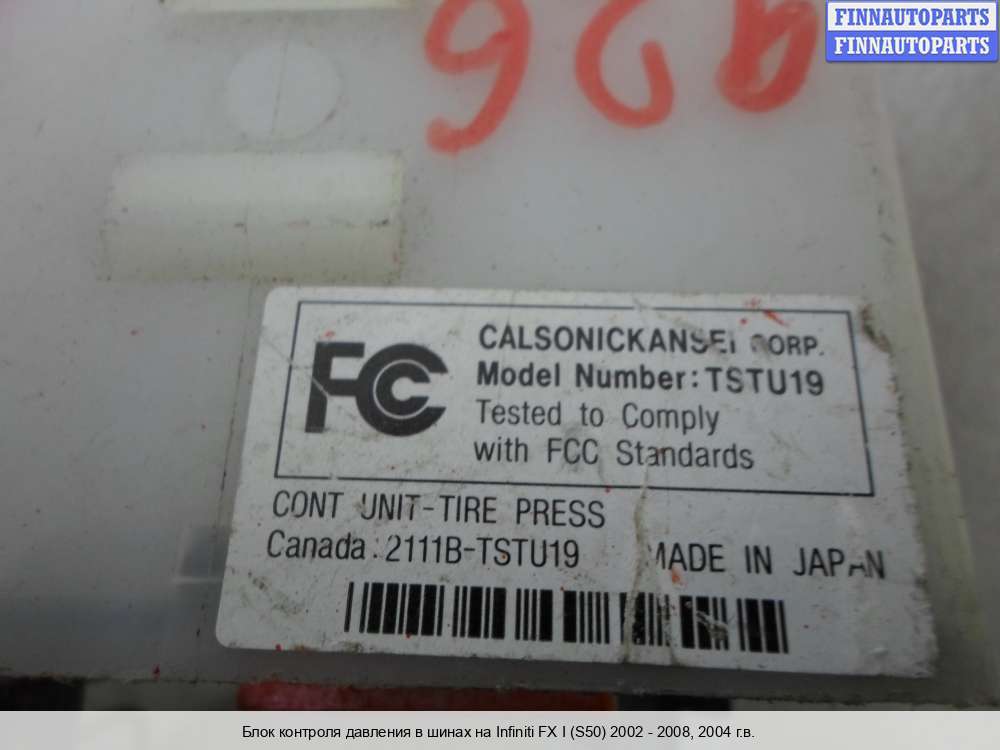 FINNAUTOPARTS
FINNAUTOPARTS
926
FC
CALSONICKANSEI CORP.
Model Number: TSTU19
Tested to Comply
with FCC Standards
CONT UNIT-TIRE PRESS
Canada: 2111B-TSTU19 MADE IN JAPAN
Блок контроля давления в шинах на Infiniti FX I (S50) 2002 - 2008, 2004 г.в.